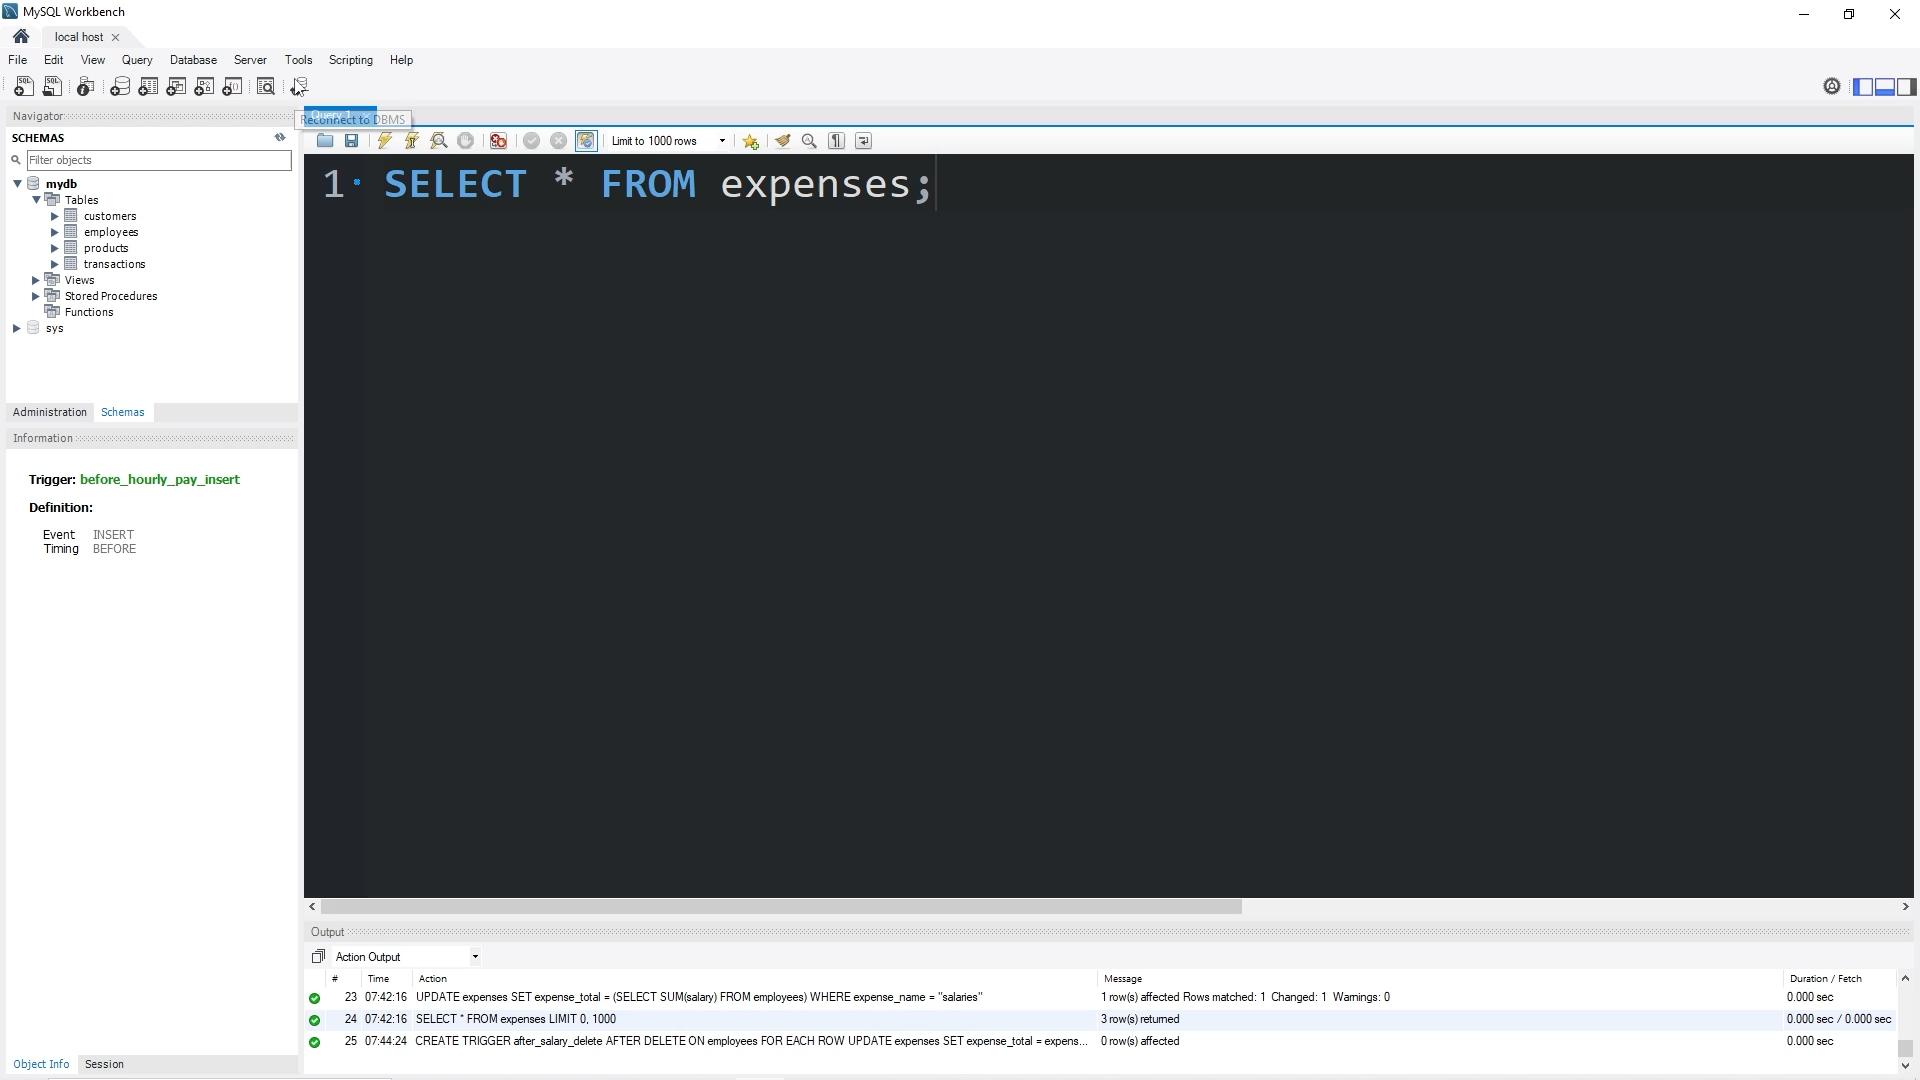 MySQL Workbench
local host
File Edit View Query Database Server Tools Scripting Help
Navigator
Query 1
Reconnect to DBMS
SCHEMAS
Filter objects
Limit to 1000 rows
mydb
Tables
customers
employees
products
transactions
Views
Stored Procedures
Functions
sys
1 SELECT * FROM expenses;
Administration Schemas
Information
Trigger: before_hourly_pay_insert
Definition:
Event INSERT
Timing BEFORE
Output
Action Output
# Time Action Message Duration / Fetch
23 07:42:16 UPDATE expenses SET expense_total = (SELECT SUM(salary) FROM employees) WHERE expense_name = "salaries" 1 row(s) affected Rows matched: 1 Changed: 1 Warnings: 0 0.000 sec
24 07:42:16 SELECT * FROM expenses LIMIT 0, 1000 3 row(s) returned 0.000 sec / 0.000 sec
25 07:44:24 CREATE TRIGGER after_salary_delete AFTER DELETE ON employees FOR EACH ROW UPDATE expenses SET expense_total = expens... 0 row(s) affected 0.000 sec
Object Info Session